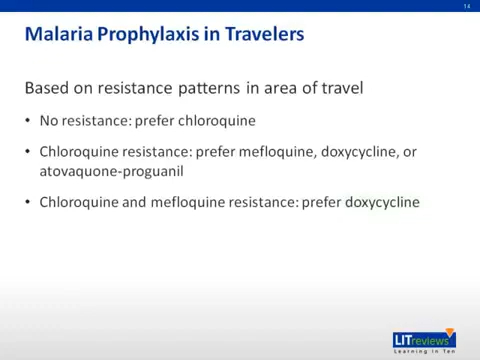 14
Malaria Prophylaxis in Travelers
Based on resistance patterns in area of travel
• No resistance: prefer chloroquine
• Chloroquine resistance: prefer mefloquine, doxycycline, or
atovaquone-proguanil
• Chloroquine and mefloquine resistance: prefer doxycycline
LITreviews
Learning in Ten